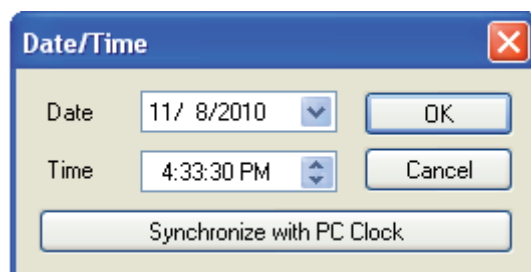 Date/Time
Date 11/ 8/2010 OK
Time 4:33:30 PM Cancel
Synchronize with PC Clock